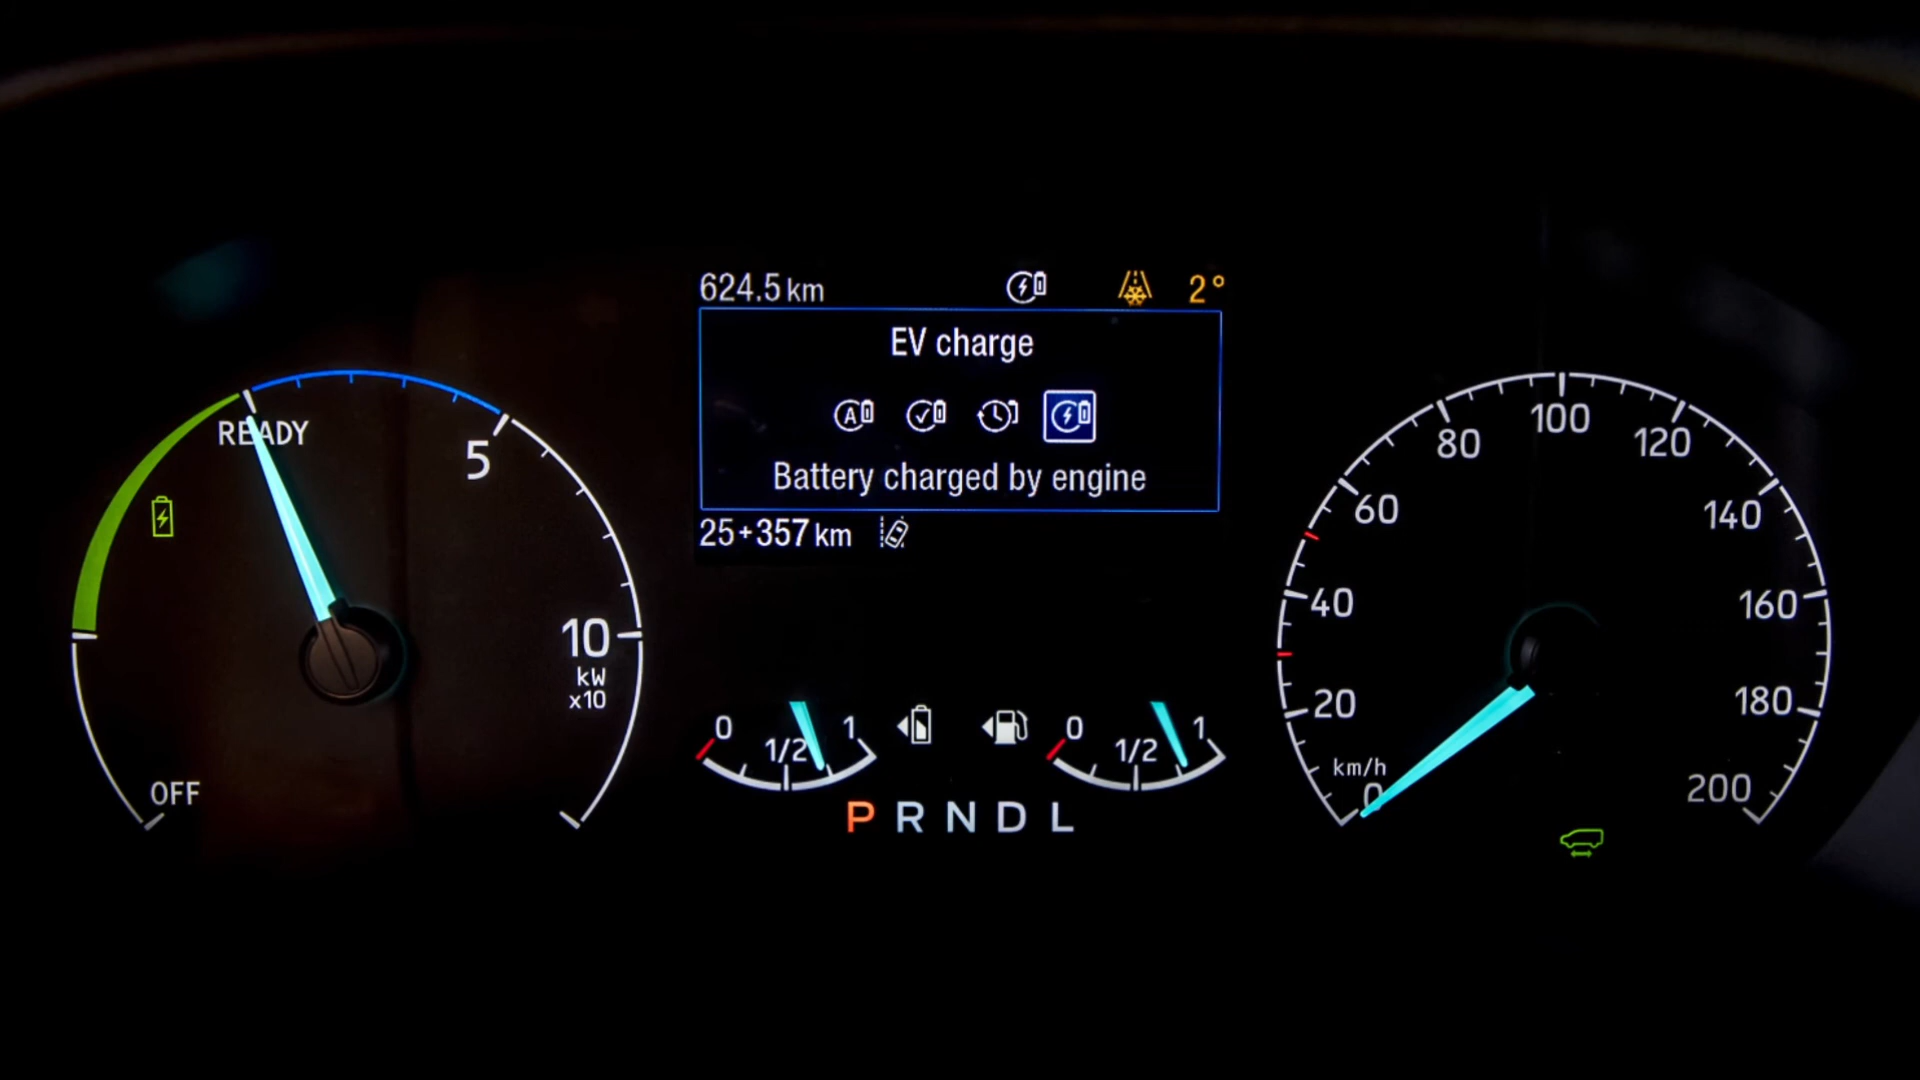 624.5 km 2°
EV charge
A
Battery charged by engine
25+357 km
READY
5
10
kW
x10
OFF
0 1/2 1
0 1/2 1
P R N D L
0
20
40
60
80
100
120
140
160
180
200
km/h